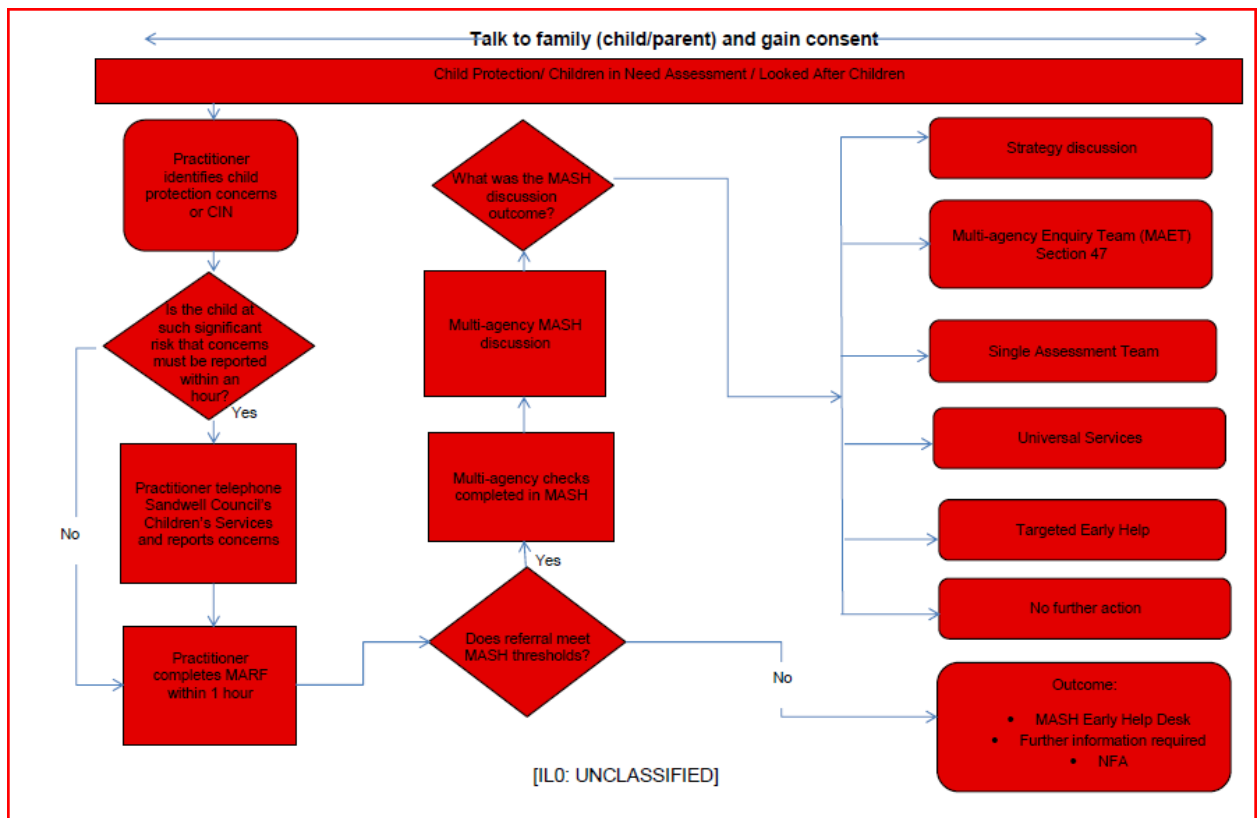 Talk to family (child/parent) and gain consent
Child Protection/ Children in Need Assessment / Looked After Children
Practitioner
identifies child
protection concerns
or CIN
Is the child at
such significant
risk that concerns
must be reported
within an
hour?
Yes
No
Practitioner telephone
Sandwell Council's
Children's Services
and reports concerns
Practitioner
completes MARF
within 1 hour
What was the MASH
discussion
outcome?
Multi-agency MASH
discussion
Multi-agency checks
completed in MASH
Yes
Does referral meet
MASH thresholds?
No
Strategy discussion
Multi-agency Enquiry Team (MAET)
Section 47
Single Assessment Team
Universal Services
Targeted Early Help
No further action
Outcome:
• MASH Early Help Desk
• Further information required
• NFA
[IL0: UNCLASSIFIED]